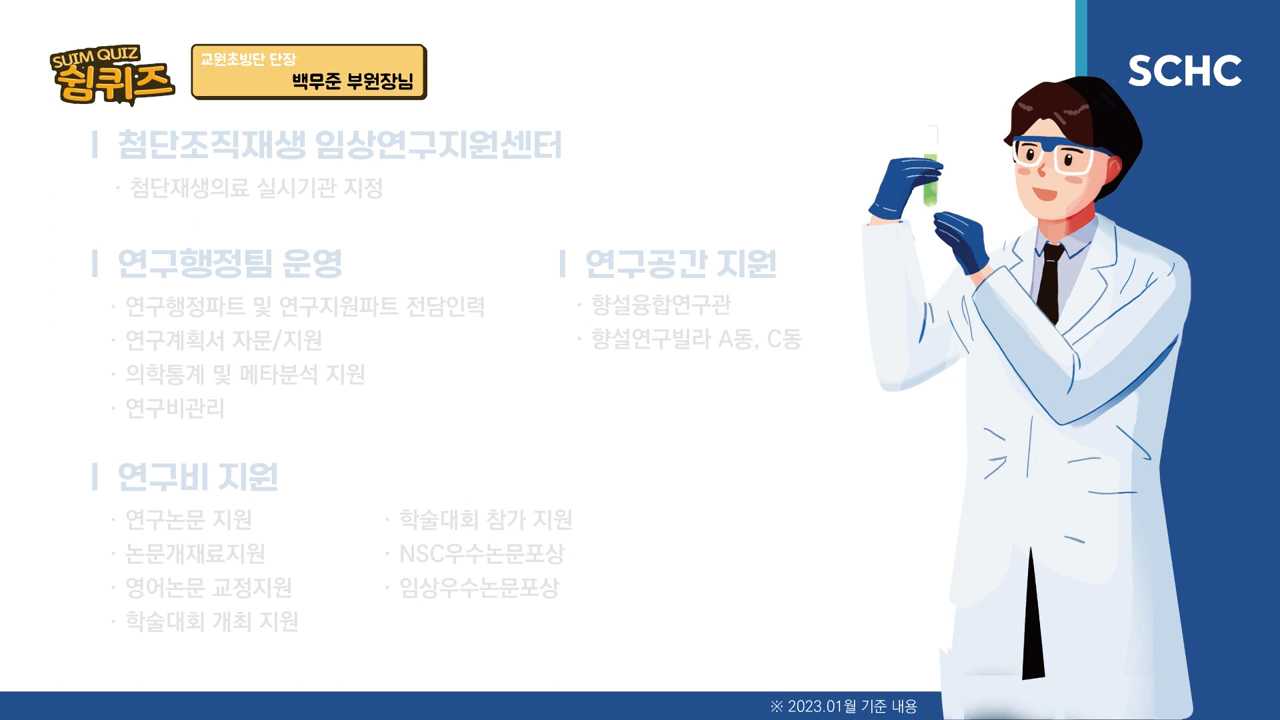 SUIM QUIZ
쉼퀴즈
교원초빙단 단장
백무준 부원장님
SCHC
첨단조직재생 임상연구지원센터
· 첨단재생의료 실시기관 지정
연구행정팀 운영
· 연구행정파트 및 연구지원파트 전담인력
· 연구계획서 자문/지원
· 의학통계 및 메타분석 지원
· 연구비관리
연구공간 지원
· 향설융합연구관
· 향설연구빌라 A동, C동
연구비 지원
· 연구논문 지원
· 논문개재료지원
· 영어논문 교정지원
· 학술대회 개최 지원
· 학술대회 참가 지원
· NSC우수논문포상
· 임상우수논문포상
※ 2023.01월 기준 내용